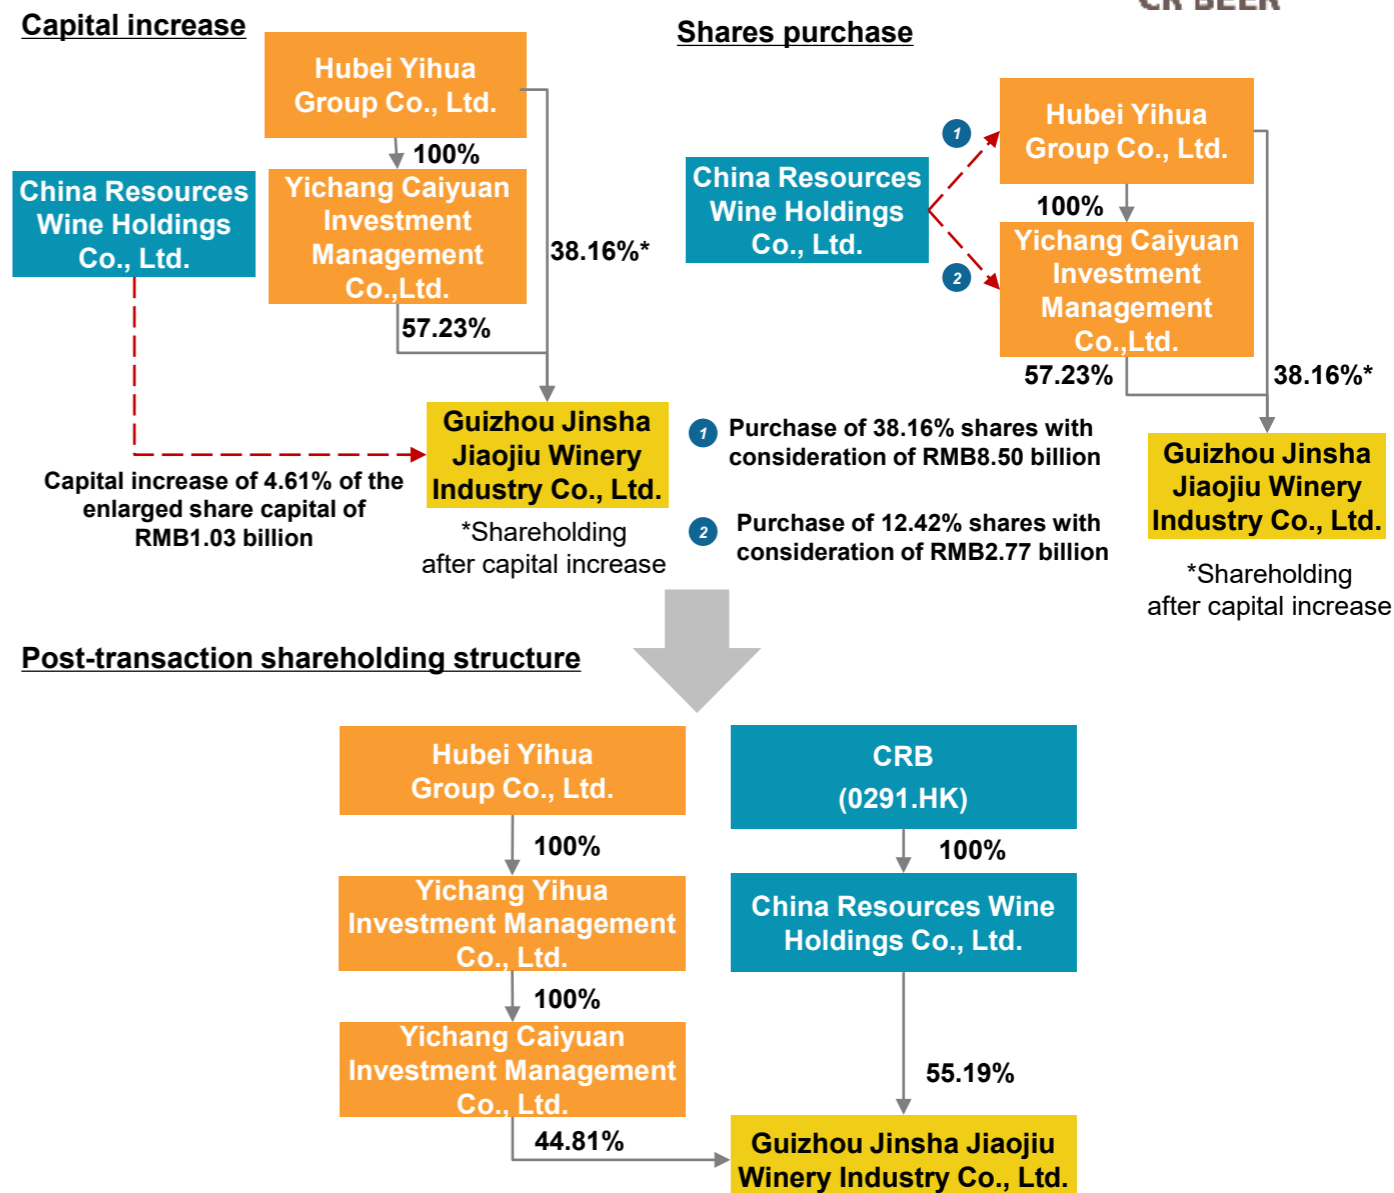 CR BEER
Capital increase
Shares purchase
Hubei Yihua
Group Co., Ltd.
100%
China Resources
Wine Holdings
Co., Ltd.
Yichang Caiyuan
Investment
Management
Co.,Ltd.
38.16%*
57.23%
Guizhou Jinsha
Jiaojiu Winery
Industry Co., Ltd.
Capital increase of 4.61% of the
enlarged share capital of
RMB1.03 billion
*Shareholding
after capital increase
1
Hubei Yihua
Group Co., Ltd.
China Resources
Wine Holdings
Co., Ltd.
100%
2
Yichang Caiyuan
Investment
Management
Co.,Ltd.
57.23%
38.16%*
1
Purchase of 38.16% shares with
consideration of RMB8.50 billion
2
Purchase of 12.42% shares with
consideration of RMB2.77 billion
Guizhou Jinsha
Jiaojiu Winery
Industry Co., Ltd.
*Shareholding
after capital increase
Post-transaction shareholding structure
Hubei Yihua
Group Co., Ltd.
100%
Yichang Yihua
Investment Management
Co., Ltd.
100%
Yichang Caiyuan
Investment Management
Co., Ltd.
44.81%
CRB
(0291.HK)
100%
China Resources Wine
Holdings Co., Ltd.
55.19%
Guizhou Jinsha Jiaojiu
Winery Industry Co., Ltd.